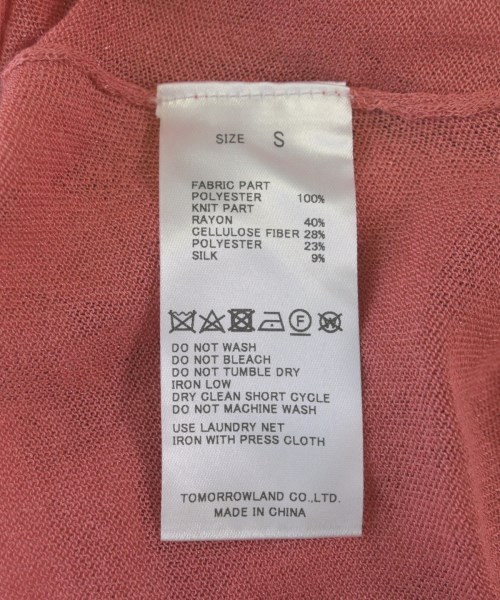 SIZE S
FABRIC PART
POLYESTER 100%
KNIT PART
RAYON 40%
CELLULOSE FIBER 28%
POLYESTER 23%
SILK 9%
DO NOT WASH
DO NOT BLEACH
DO NOT TUMBLE DRY
IRON LOW
DRY CLEAN SHORT CYCLE
DO NOT MACHINE WASH
USE LAUNDRY NET
IRON WITH PRESS CLOTH
TOMORROWLAND CO.,LTD.
MADE IN CHINA